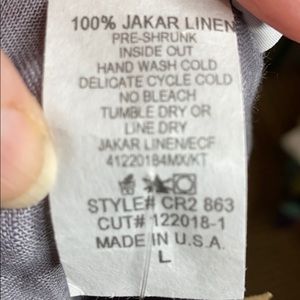 100% JAKAR LINEN
PRE-SHRUNK
INSIDE OUT
HAND WASH COLD
DELICATE CYCLE COLD
NO BLEACH
TUMBLE DRY OR
LINE DRY
JAKAR LINEN/ECF
41220184MX/KT
STYLE# CR2 863
CUT# 122018-1
MADE IN U.S.A.
L